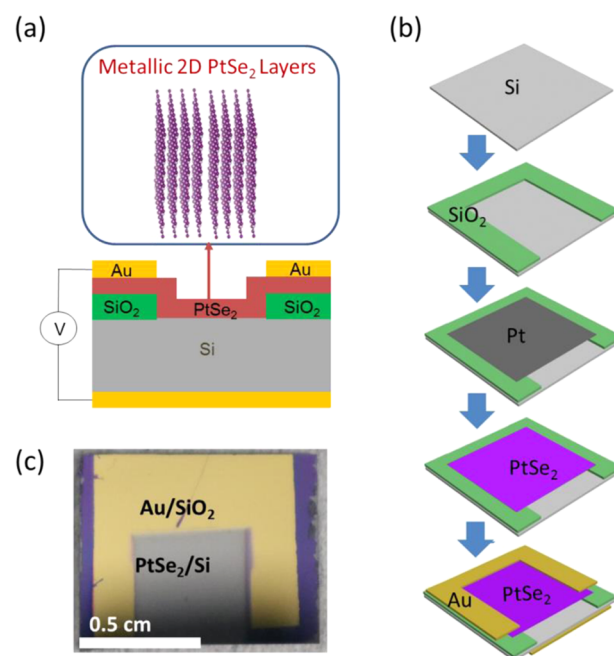 (a)
Metallic 2D PtSe₂ Layers
Au
Au
SiO₂
PtSe₂
SiO₂
V
Si
(b)
Si
SiO₂
Pt
PtSe₂
Au
PtSe₂
(c)
Au/SiO₂
PtSe₂/Si
0.5 cm